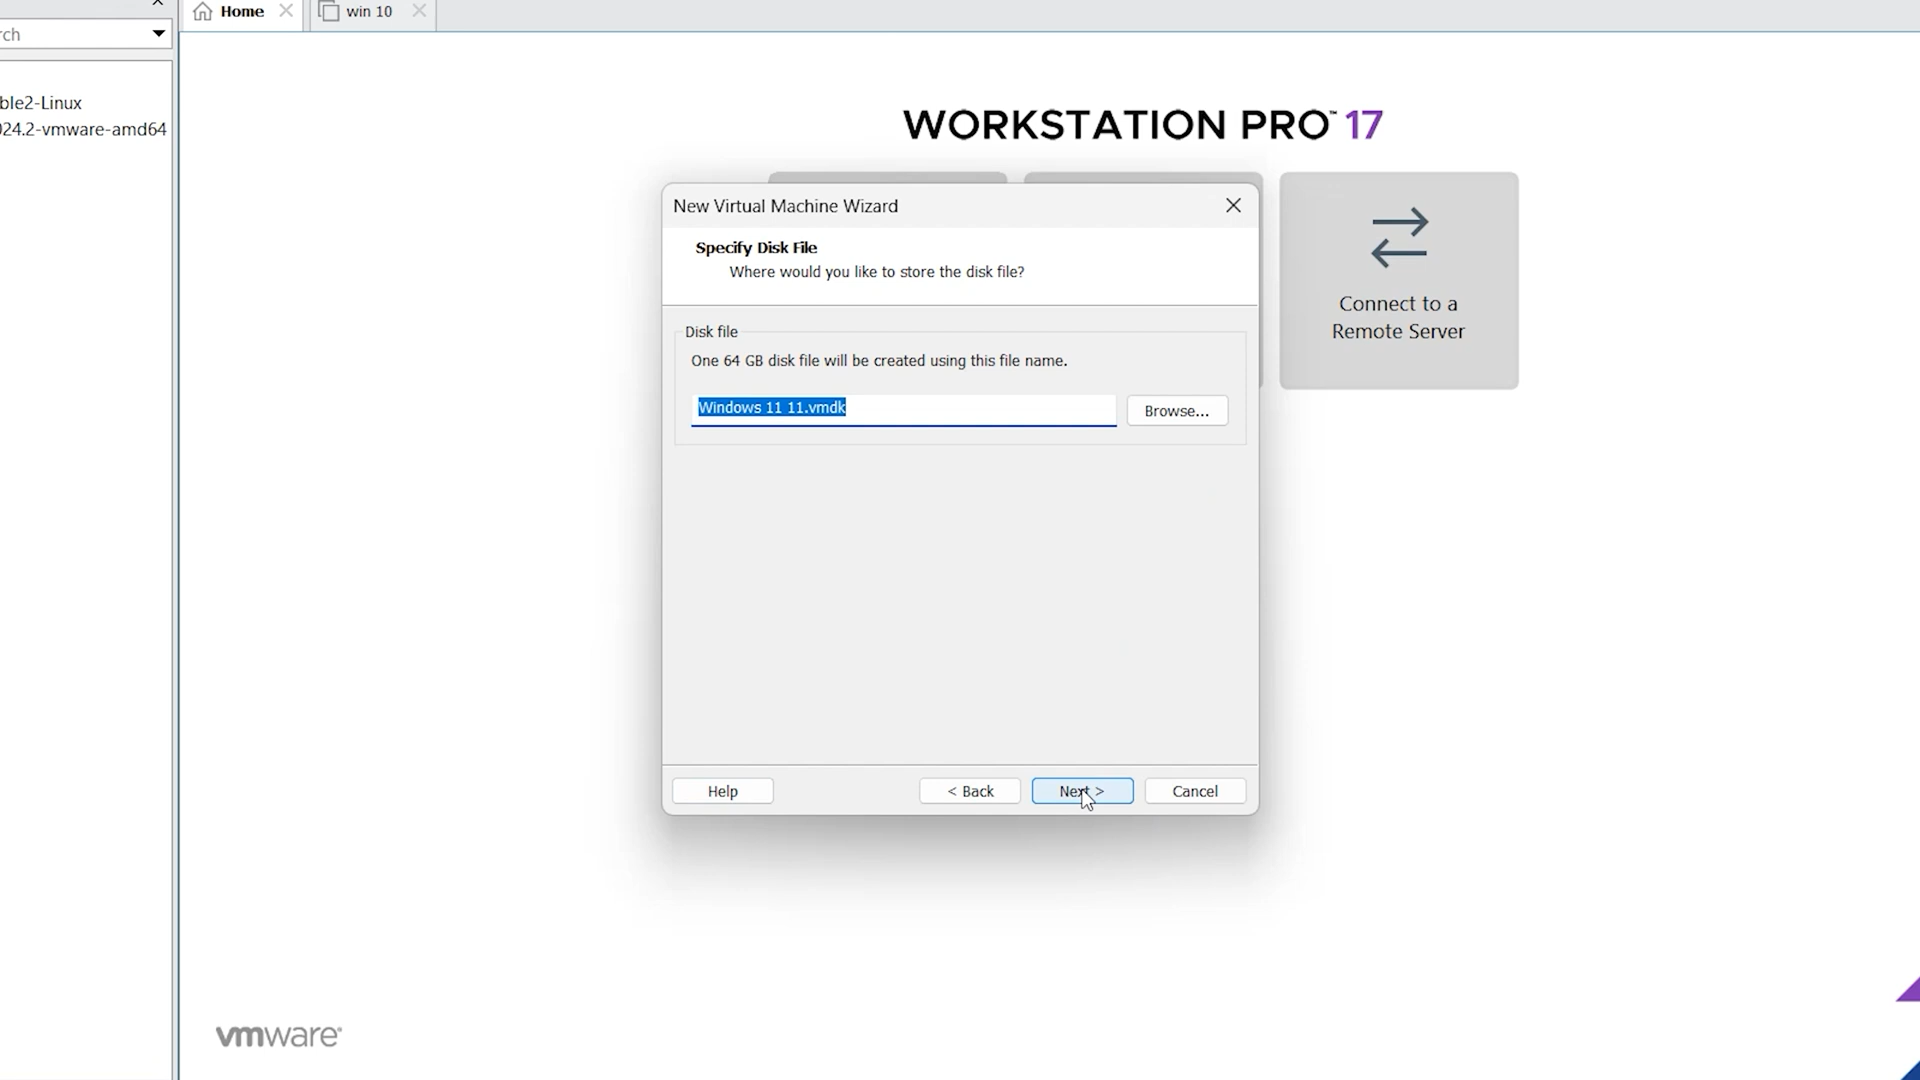 Home
win 10
rch
ble2-Linux
024.2-vmware-amd64
WORKSTATION PRO™ 17
New Virtual Machine Wizard
Specify Disk File
Where would you like to store the disk file?
Connect to a
Remote Server
Disk file
One 64 GB disk file will be created using this file name.
Windows 11 11.vmdk
Browse...
Help
< Back
Next >
Cancel
vmware®